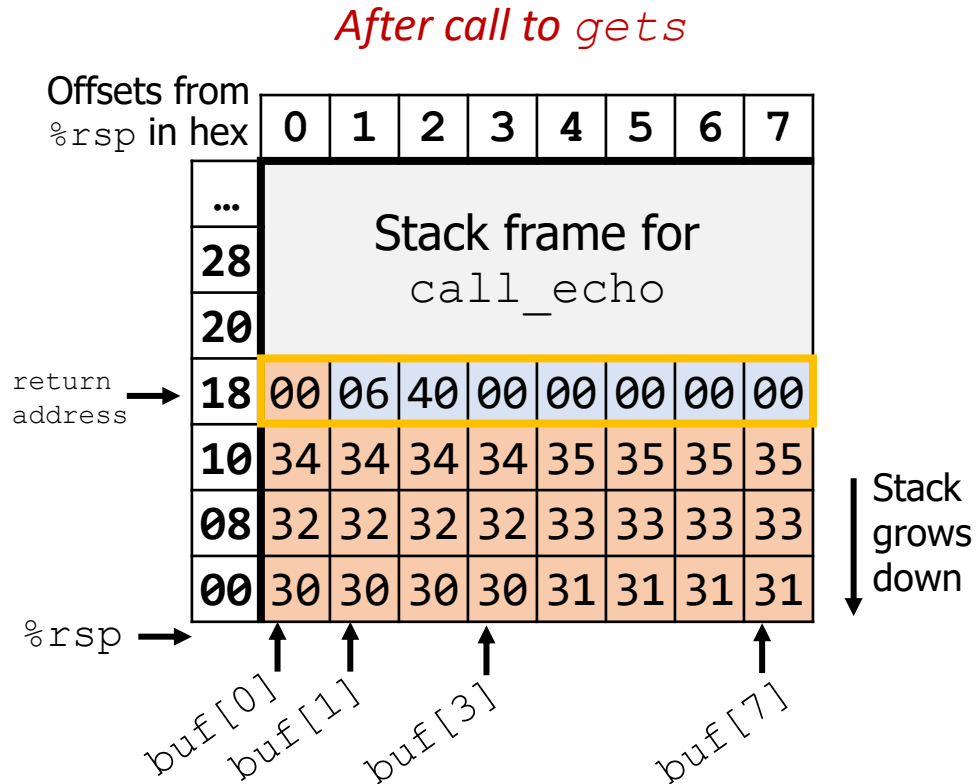 After call to gets
Offsets from
%rsp in hex
0 1 2 3 4 5 6 7
…
Stack frame for
call_echo
28
20
return
address
18 00 06 40 00 00 00 00 00
10 34 34 34 34 35 35 35 35
08 32 32 32 32 33 33 33 33
00 30 30 30 30 31 31 31 31
Stack
grows
down
%rsp
buf[0]
buf[1]
buf[3]
buf[7]